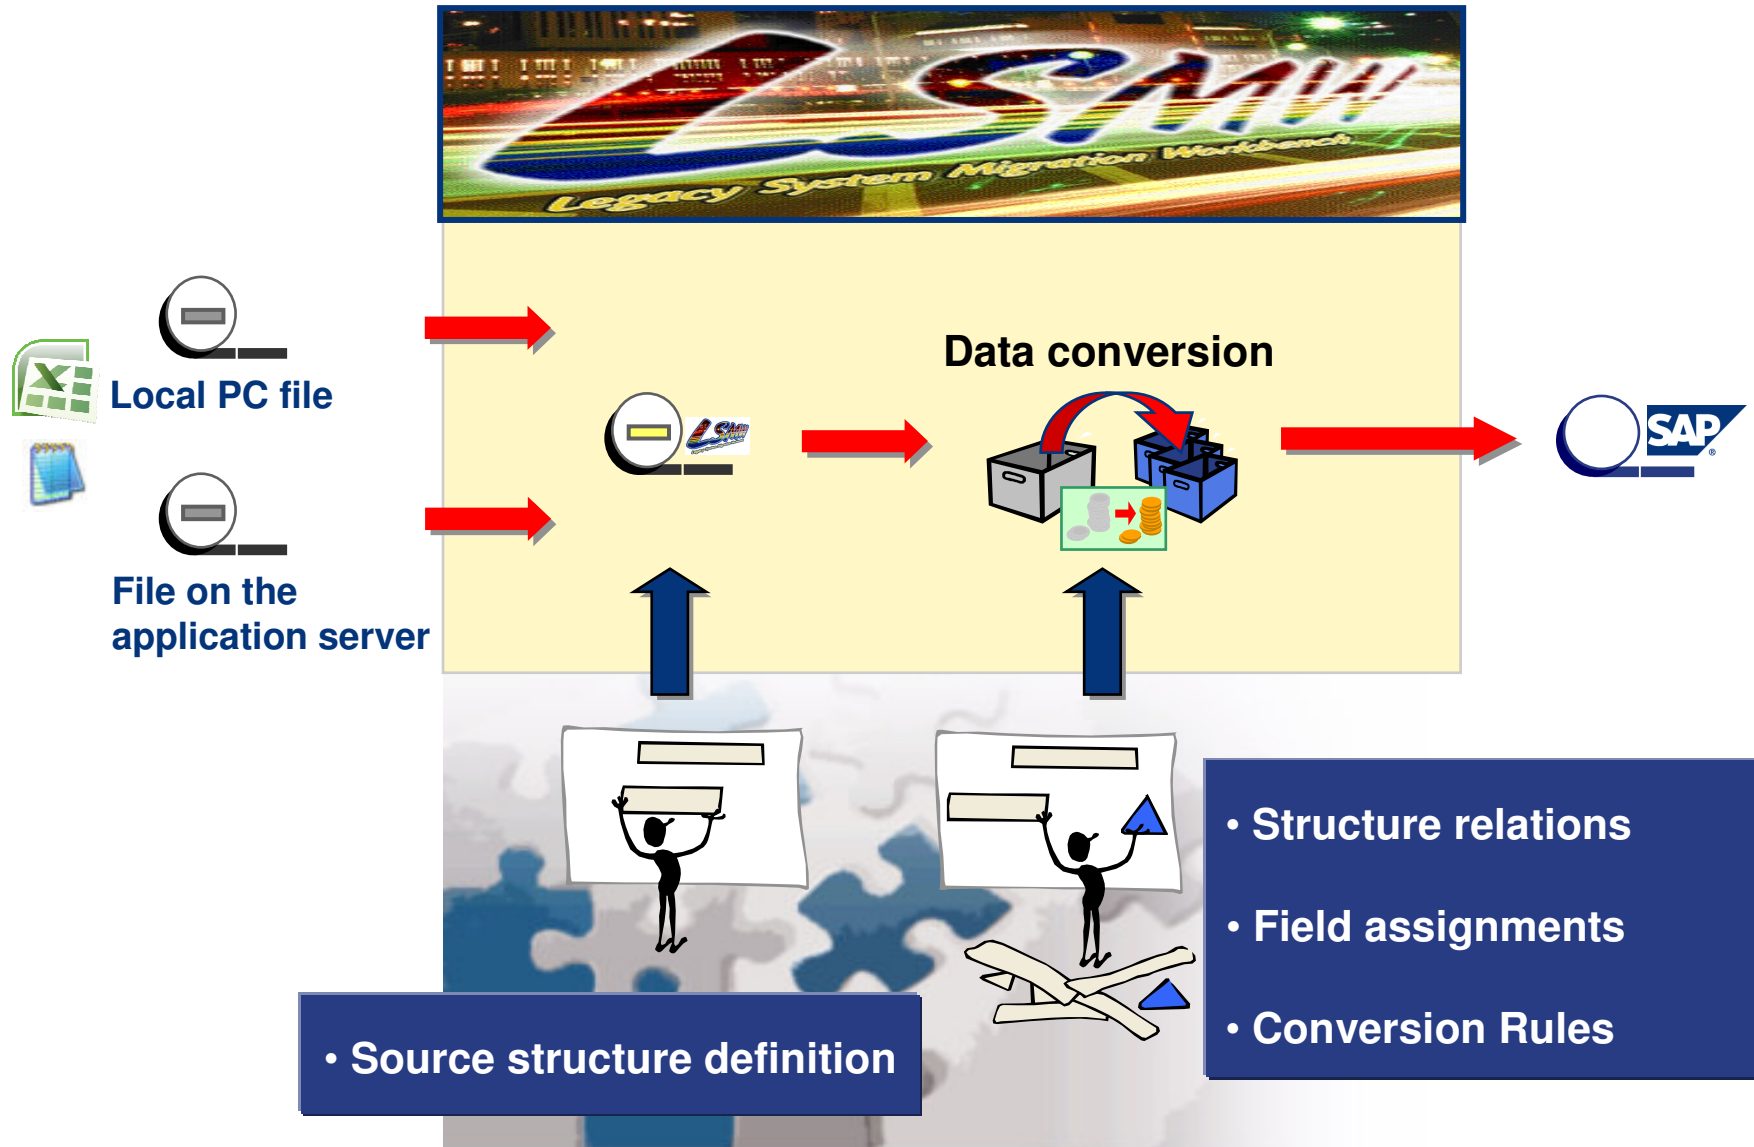 LSMW
Legacy System Migration Workbench
Data conversion
Local PC file
LSMW
SAP
®
File on the
application server
• Structure relations
• Field assignments
• Conversion Rules
• Source structure definition